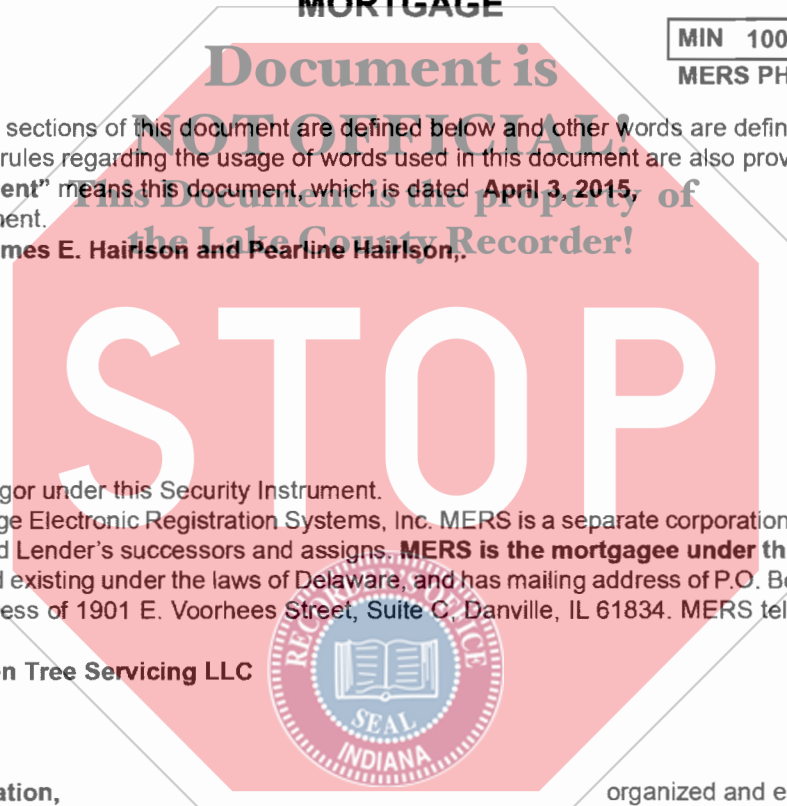 MORTGAGE
MIN 100
MERS PH
Document is
NOT OFFICIAL!
This Document is the property of
the Lake County Recorder!
sections of this document are defined below and other words are defin
rules regarding the usage of words used in this document are also prov
ent” means this document, which is dated April 3, 2015,
ent.
mes E. Hairlson and Pearline Hairlson,.
STOP
gor under this Security Instrument.
ge Electronic Registration Systems, Inc. MERS is a separate corporation
d Lender's successors and assigns. MERS is the mortgagee under th
d existing under the laws of Delaware, and has mailing address of P.O. Bo
ess of 1901 E. Voorhees Street, Suite C, Danville, IL 61834. MERS tel
n Tree Servicing LLC
RECORDER'S OFFICE
SEAL
INDIANA
ation,
organized and e